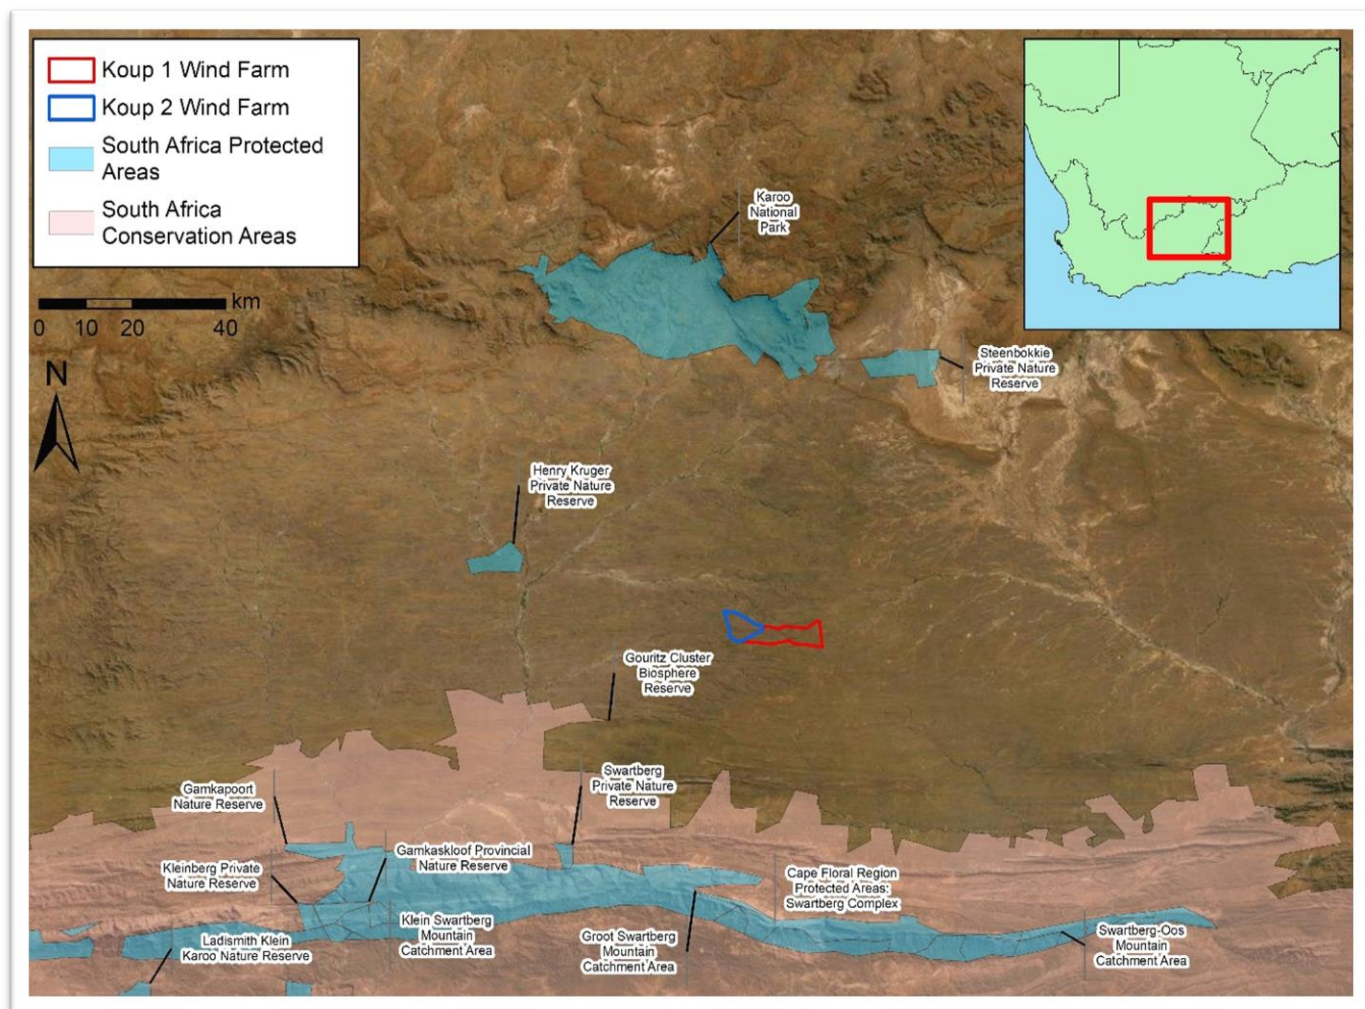 Koup 1 Wind Farm
Koup 2 Wind Farm
South Africa Protected
Areas
South Africa
Conservation Areas
km
0 10 20 40
N
Karoo
National
Park
Steenbokkie
Private Nature
Reserve
Henry Kruger
Private Nature
Reserve
Gouritz Cluster
Biosphere
Reserve
Swartberg
Private Nature
Reserve
Gamkapoort
Nature Reserve
Gamkaskloof Provincial
Nature Reserve
Kleinberg Private
Nature Reserve
Cape Floral Region
Protected Areas:
Swartberg Complex
Klein Swartberg
Mountain
Catchment Area
Ladismith Klein
Karoo Nature Reserve
Groot Swartberg
Mountain
Catchment Area
Swartberg-Oos
Mountain
Catchment Area